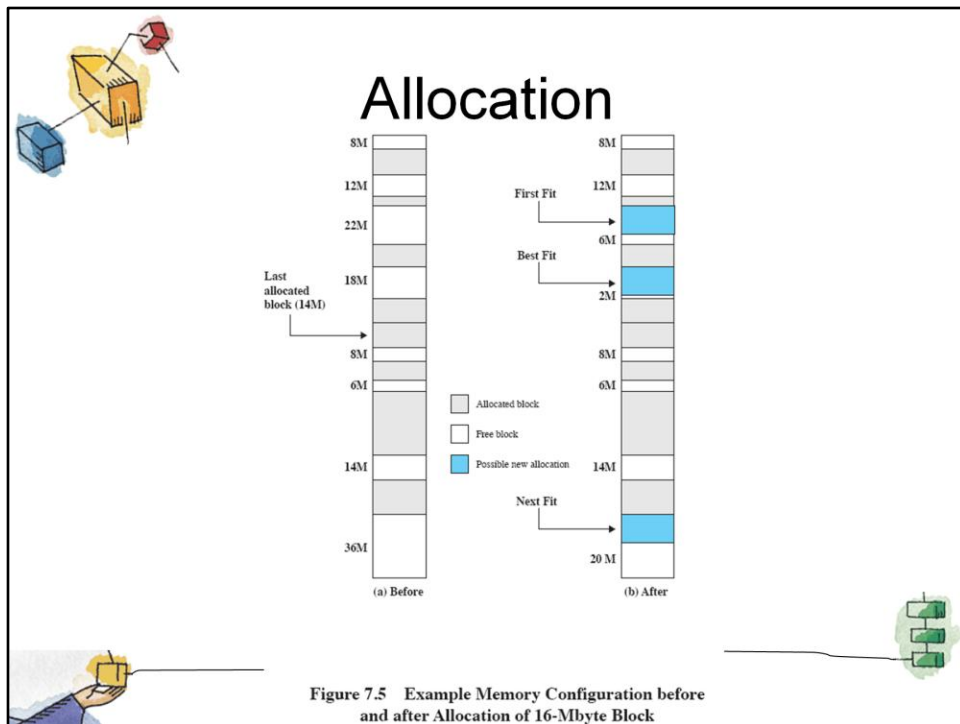 Allocation
8M
12M
22M
Last
allocated
block (14M)
18M
8M
6M
14M
36M
(a) Before
Allocated block
Free block
Possible new allocation
8M
12M
First Fit
6M
Best Fit
2M
8M
6M
14M
Next Fit
20 M
(b) After
Figure 7.5 Example Memory Configuration before
and after Allocation of 16-Mbyte Block